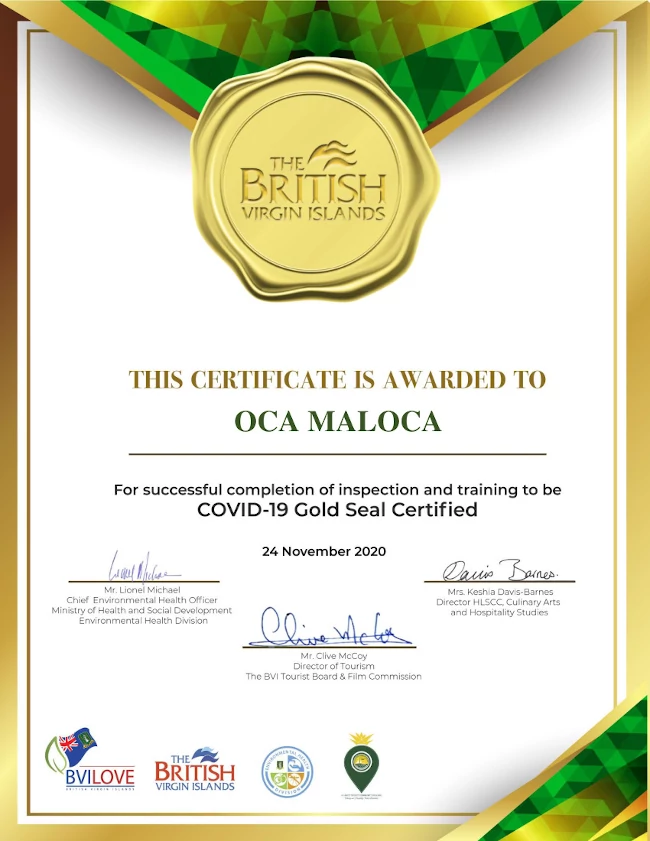 THE
BRITISH
VIRGIN ISLANDS
THIS CERTIFICATE IS AWARDED TO
OCA MALOCA
For successful completion of inspection and training to be
COVID-19 Gold Seal Certified
24 November 2020
Mr. Lionel Michael
Chief Environmental Health Officer
Ministry of Health and Social Development
Environmental Health Division
Davis Barnes.
Mrs. Keshia Davis-Barnes
Director HLSCC, Culinary Arts
and Hospitality Studies
Clive McCoy
Mr. Clive McCoy
Director of Tourism
The BVI Tourist Board & Film Commission
BVILOVE
BRITISH VIRGIN ISLANDS
THE
BRITISH
VIRGIN ISLANDS
ENVIRONMENTAL HEALTH
DIVISION